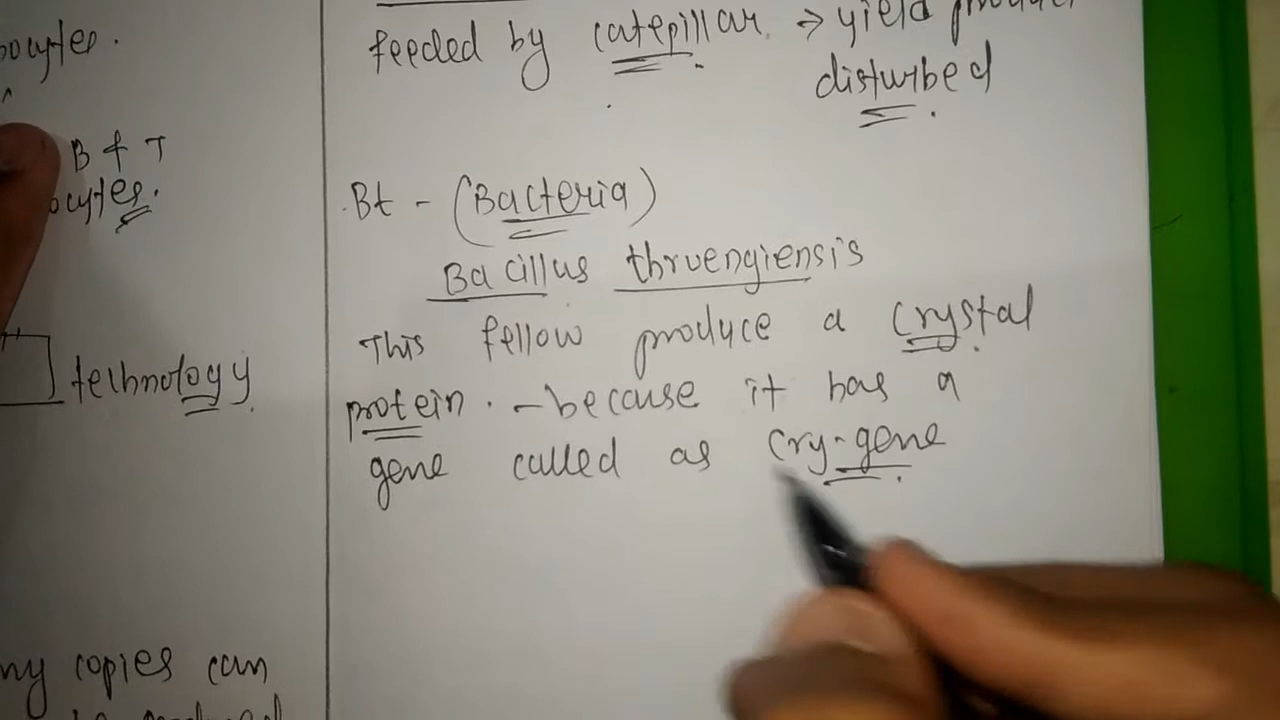 B & T
technology
ny copies can
feeded by catepillar. → yield
disturbed.
Bt - (Bacteria)
Bacillus thruengiensis
This fellow produce a Crystal
protein. - because it has a
gene called as Cry-gene.